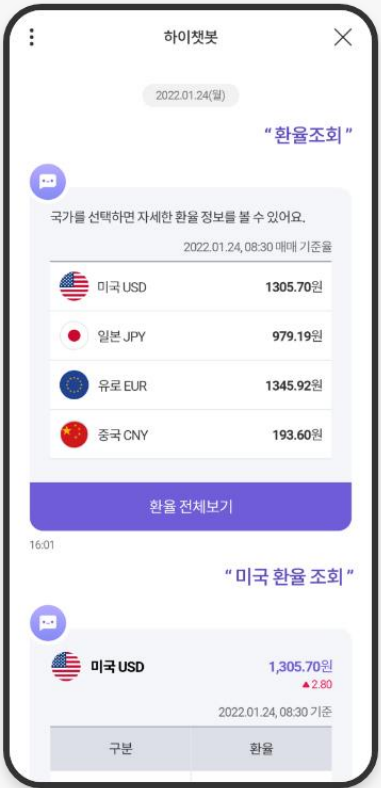 하이챗봇
2022.01.24(월)
“환율조회”
국가를 선택하면 자세한 환율 정보를 볼 수 있어요.
2022.01.24, 08:30 매매 기준율
미국 USD 1305.70원
일본 JPY 979.19원
유로 EUR 1345.92원
중국 CNY 193.60원
환율 전체보기
16:01
“미국 환율 조회”
미국 USD 1,305.70원
▲2.80
2022.01.24, 08:30 기준
구분 환율